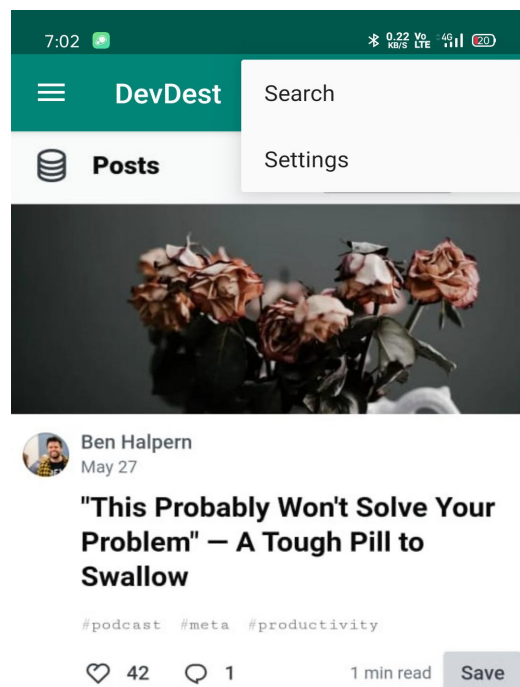 7:02
0.22 KB/S Vo LTE 4G 20
DevDest
Search
Settings
Posts
Ben Halpern
May 27
"This Probably Won't Solve Your
Problem" — A Tough Pill to
Swallow
#podcast #meta #productivity
42 1 1 min read Save